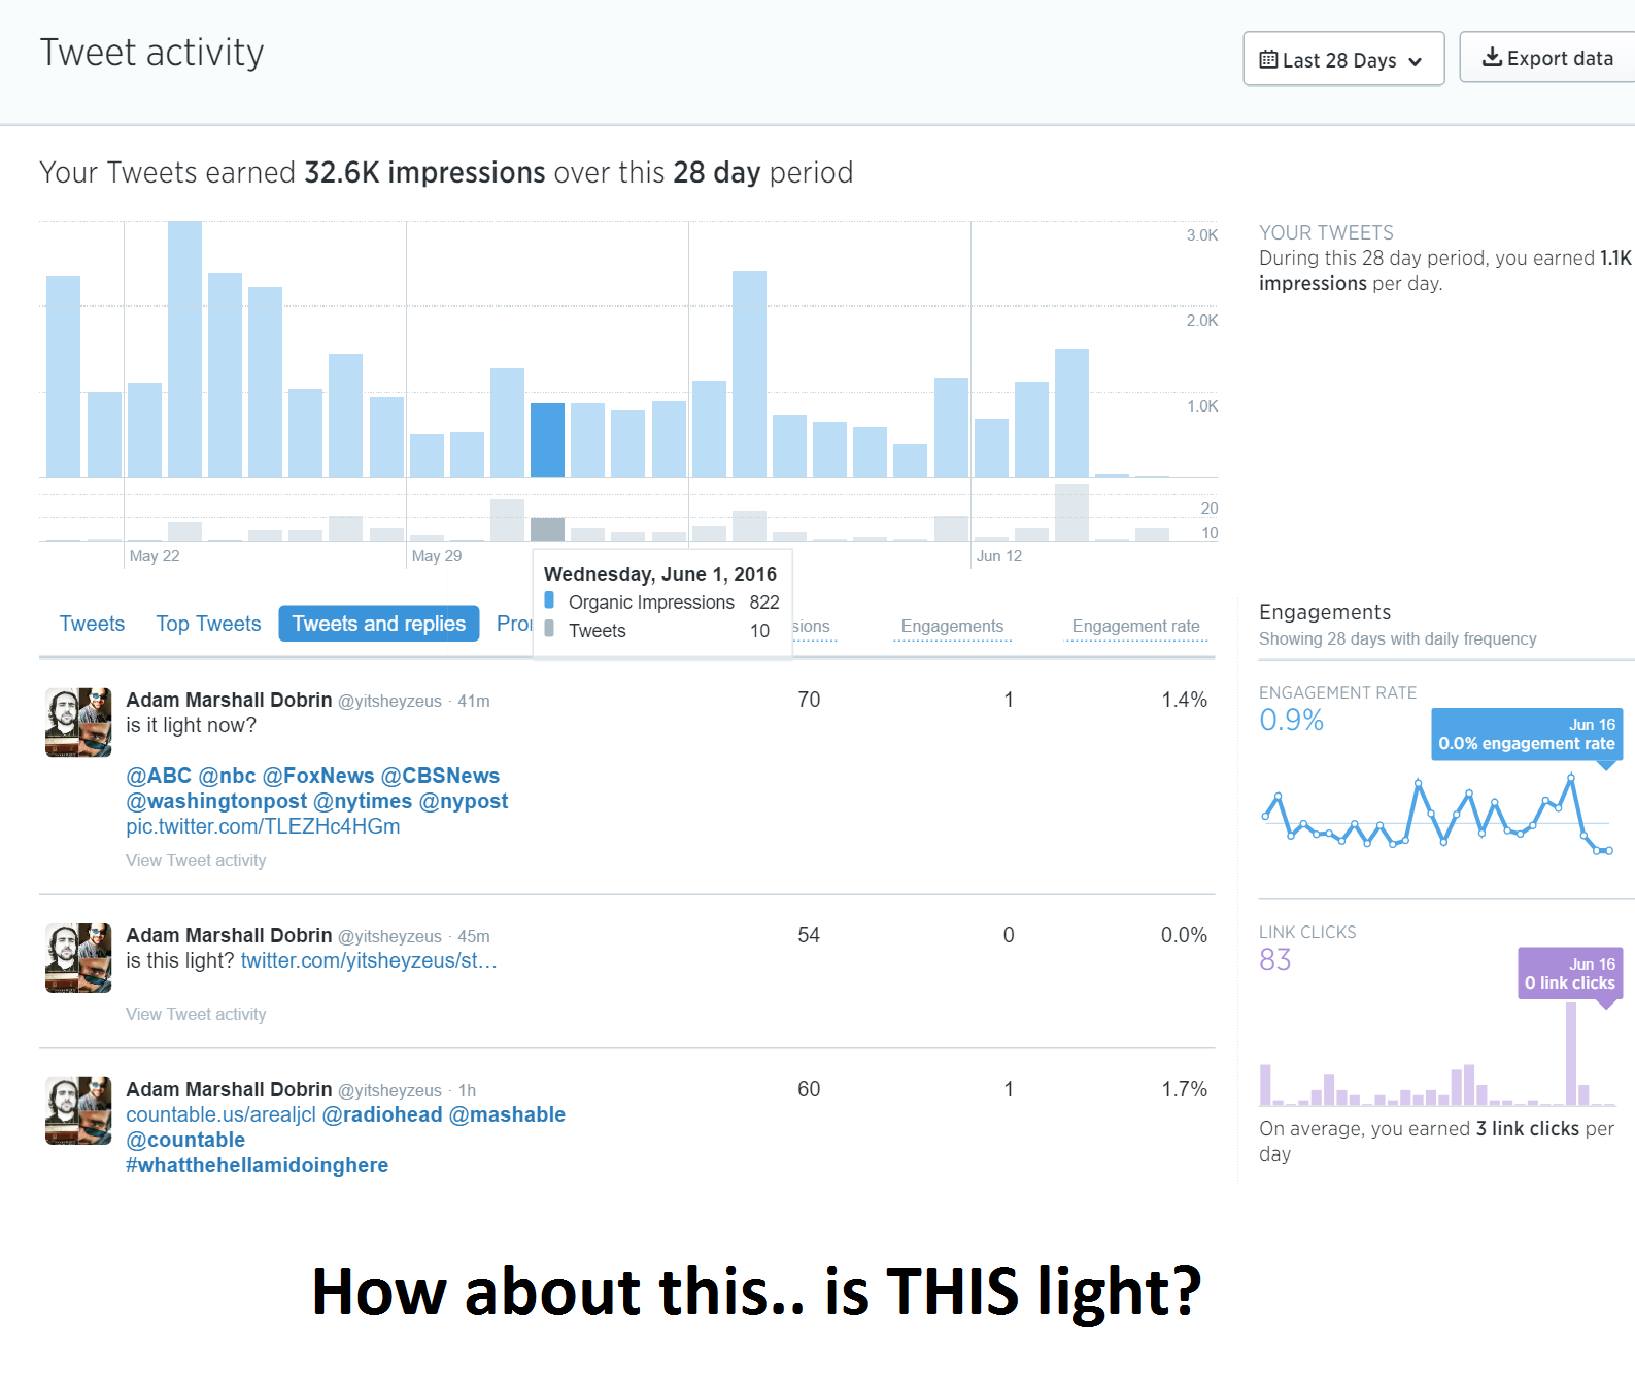 Tweet activity
Last 28 Days
Export data
Your Tweets earned 32.6K impressions over this 28 day period
3.0K
2.0K
1.0K
20
10
May 22
May 29
Jun 12
YOUR TWEETS
During this 28 day period, you earned 1.1K
impressions per day.
Wednesday, June 1, 2016
Organic Impressions 822
Tweets 10
Tweets
Top Tweets
Tweets and replies
Engagements
Engagement rate
Adam Marshall Dobrin @yitsheyzeus · 41m
is it light now?
@ABC @nbc @FoxNews @CBSNews
@washingtonpost @nytimes @nypost
pic.twitter.com/TLEZHc4HGm
View Tweet activity
70 1 1.4%
Adam Marshall Dobrin @yitsheyzeus · 45m
is this light? twitter.com/yitsheyzeus/st…
View Tweet activity
54 0 0.0%
Adam Marshall Dobrin @yitsheyzeus · 1h
countable.us/arealjcl @radiohead @mashable
@countable
#whatthehellamidoinghere
60 1 1.7%
Engagements
Showing 28 days with daily frequency
ENGAGEMENT RATE
0.9%
Jun 16
0.0% engagement rate
LINK CLICKS
83
Jun 16
0 link clicks
On average, you earned 3 link clicks per
day
How about this.. is THIS light?